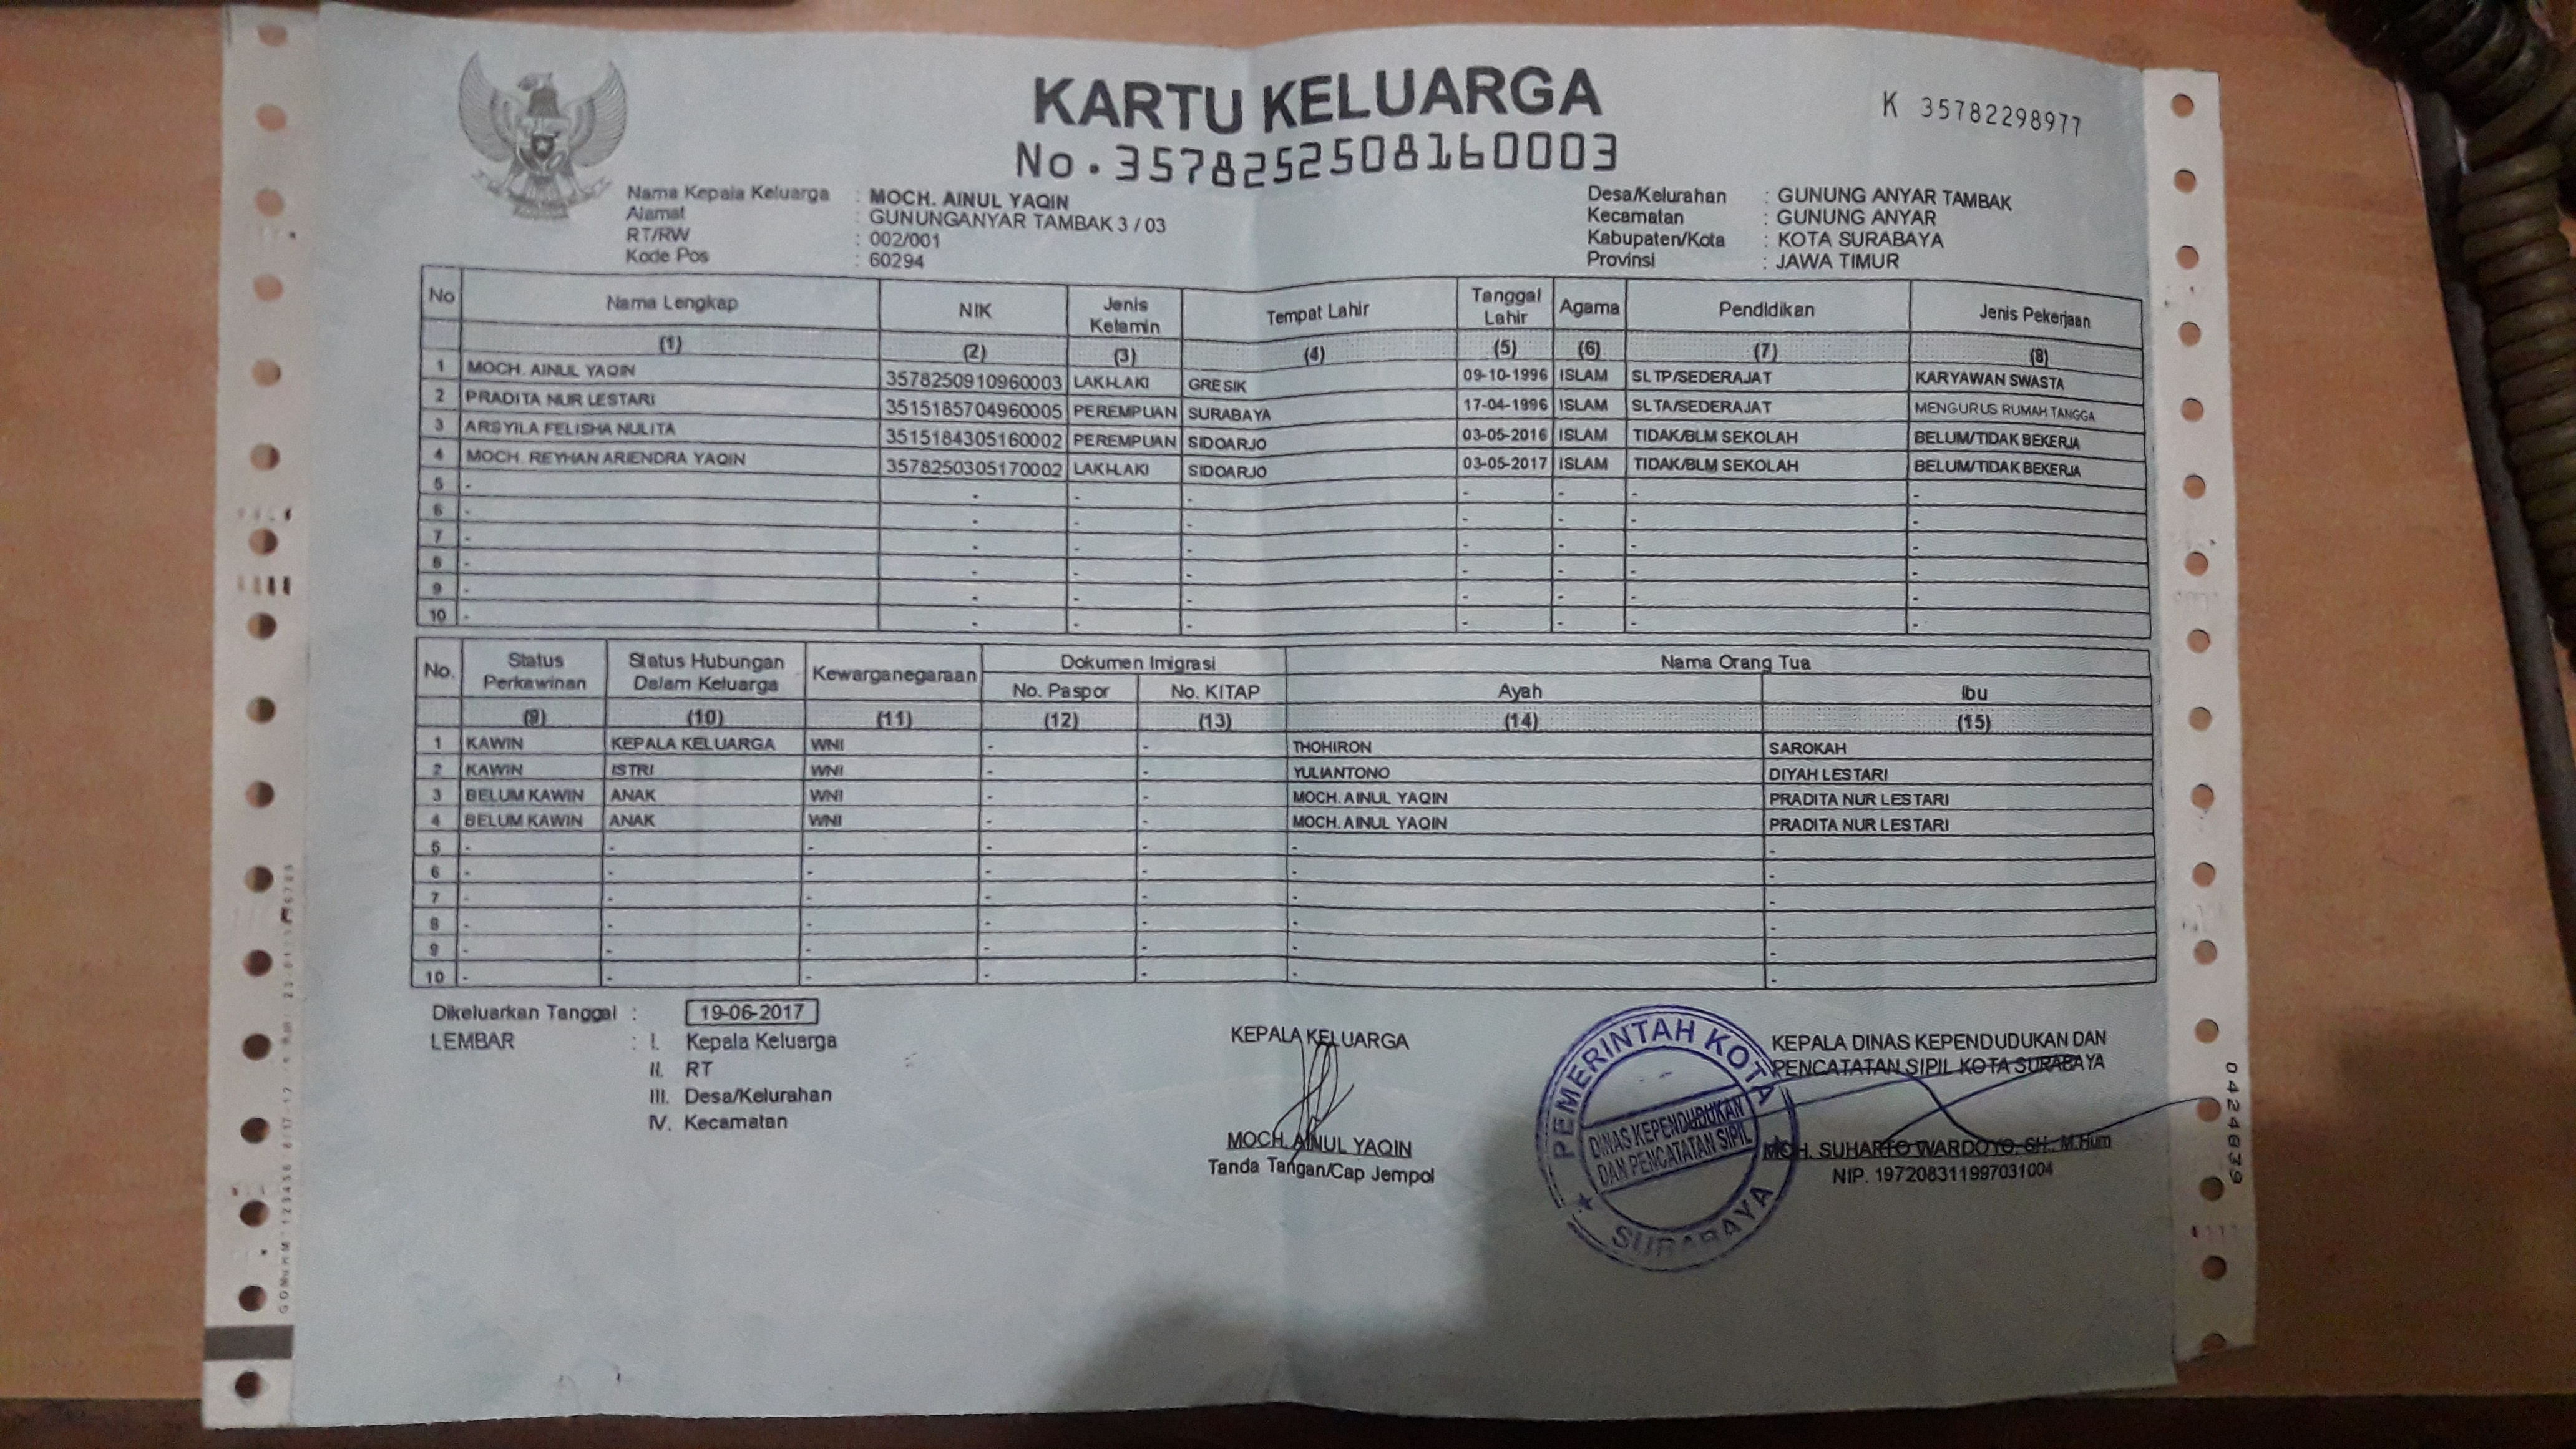 KARTU KELUARGA
No. 3578252508160003
K 35782298977
Nama Kepala Keluarga : MOCH. AINUL YAQIN
Alamat : GUNUNGANYAR TAMBAK 3 / 03
RT/RW : 002/001
Kode Pos : 60294
Desa/Kelurahan : GUNUNG ANYAR TAMBAK
Kecamatan : GUNUNG ANYAR
Kabupaten/Kota : KOTA SURABAYA
Provinsi : JAWA TIMUR
No Nama Lengkap NIK Jenis Kelamin Tempat Lahir Tanggal Lahir Agama Pendidikan Jenis Pekerjaan
(1) (2) (3) (4) (5) (6) (7) (8)
1 MOCH. AINUL YAQIN 3578250910960003 LAKI-LAKI GRESIK 09-10-1996 ISLAM SLTP/SEDERAJAT KARYAWAN SWASTA
2 PRADITA NUR LESTARI 3515185704960005 PEREMPUAN SURABAYA 17-04-1996 ISLAM SLTA/SEDERAJAT MENGURUS RUMAH TANGGA
3 ARSYILA FELISHA NULITA 3515184305160002 PEREMPUAN SIDOARJO 03-05-2016 ISLAM TIDAK/BLM SEKOLAH BELUM/TIDAK BEKERJA
4 MOCH. REYHAN ARENDRA YAQIN 3578250305170002 LAKI-LAKI SIDOARJO 03-05-2017 ISLAM TIDAK/BLM SEKOLAH BELUM/TIDAK BEKERJA
5 - - - - - - - -
6 - - - - - - - -
7 - - - - - - - -
8 - - - - - - - -
9 - - - - - - - -
10 - - - - - - - -
No. Status Perkawinan Status Hubungan Dalam Keluarga Kewarganegaraan Dokumen Imigrasi Nama Orang Tua
No. Paspor No. KITAP Ayah Ibu
(9) (10) (11) (12) (13) (14) (15)
1 KAWIN KEPALA KELUARGA WNI - - THOHIRON SAROKAH
2 KAWIN ISTRI WNI - - YULIANTONO DIYAH LESTARI
3 BELUM KAWIN ANAK WNI - - MOCH. AINUL YAQIN PRADITA NUR LESTARI
4 BELUM KAWIN ANAK WNI - - MOCH. AINUL YAQIN PRADITA NUR LESTARI
5 - - - - - - -
6 - - - - - - -
7 - - - - - - -
8 - - - - - - -
9 - - - - - - -
10 - - - - - - -
Dikeluarkan Tanggal : 19-06-2017
LEMBAR : I. Kepala Keluarga
II. RT
III. Desa/Kelurahan
IV. Kecamatan
KEPALA KELUARGA
MOCH. AINUL YAQIN
Tanda Tangan/Cap Jempol
KEPALA DINAS KEPENDUDUKAN DAN
PENCATATAN SIPIL KOTA SURABAYA
MOH. SUHARTO WARDOYO, SH., M.Hum
NIP. 197208311997031004
PEMERINTAH KOTA
DINAS KEPENDUDUKAN
DAN PENCATATAN SIPIL
SURABAYA